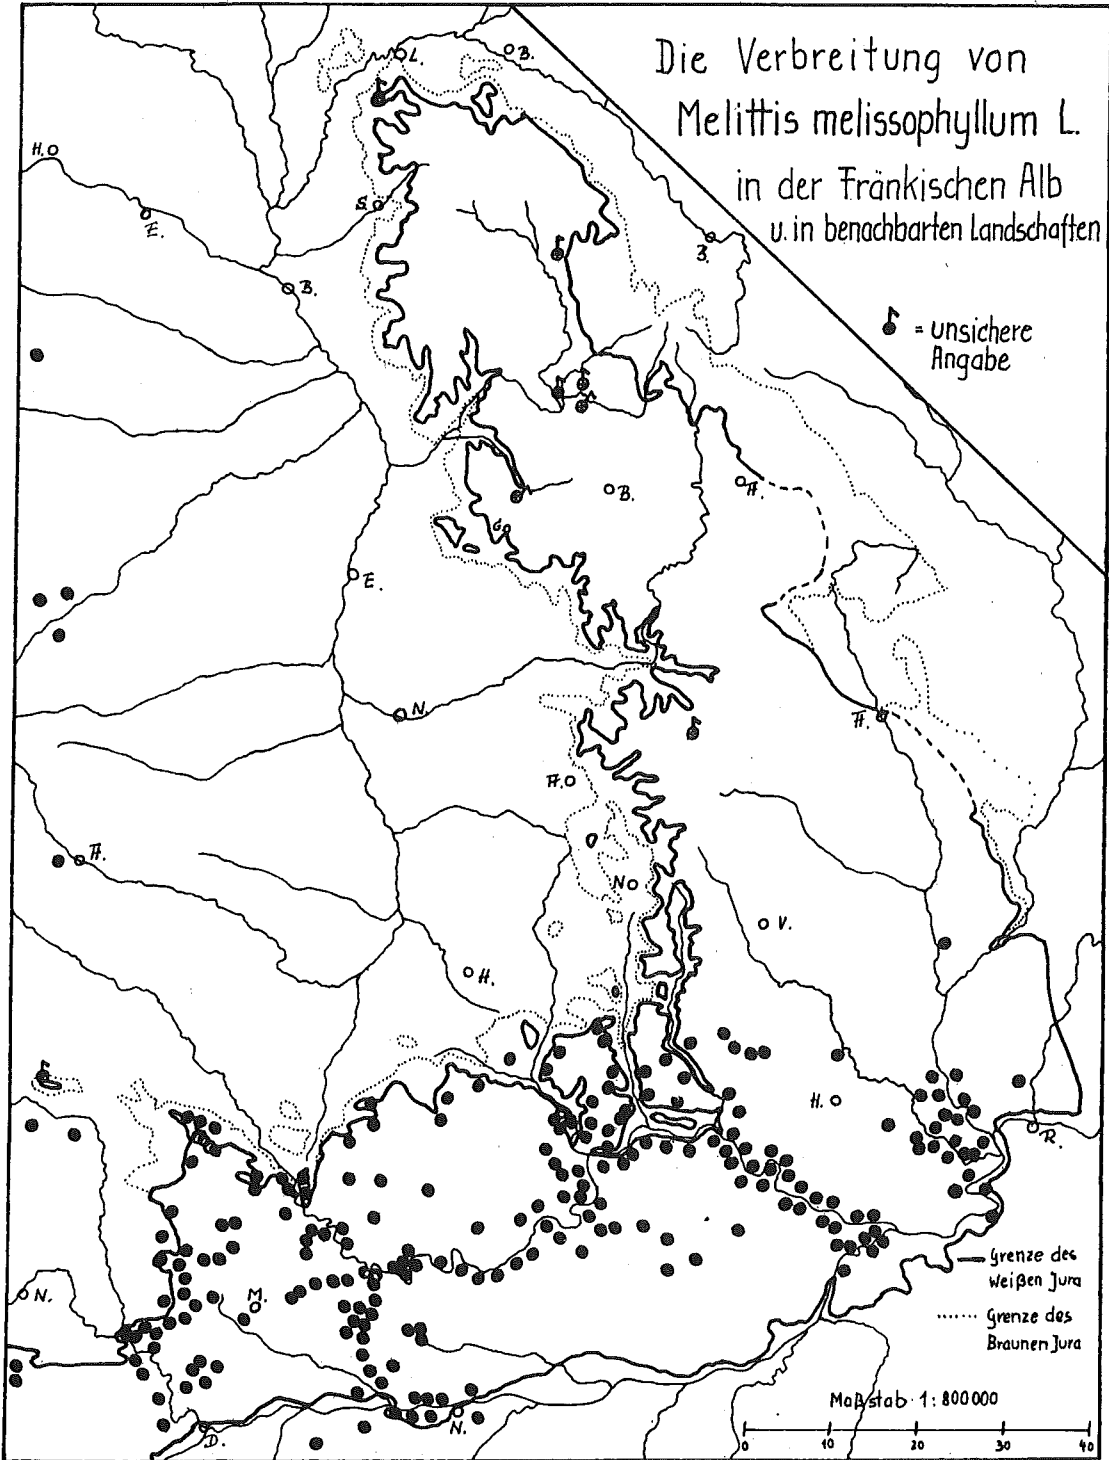 Die Verbreitung von
Melittis melissophyllum L.
in der Fränkischen Alb
u. in benachbarten Landschaften
= unsichere
Angabe
L.
B.
H.
E.
S.
B.
B.
B.
G.
E.
N.
A.
A.
A.
A.
N
V.
H.
H.
R.
N.
M.
D.
N.
Grenze des
Weißen Jura
Grenze des
Braunen Jura
Maßstab 1:800000
0 10 20 30 40